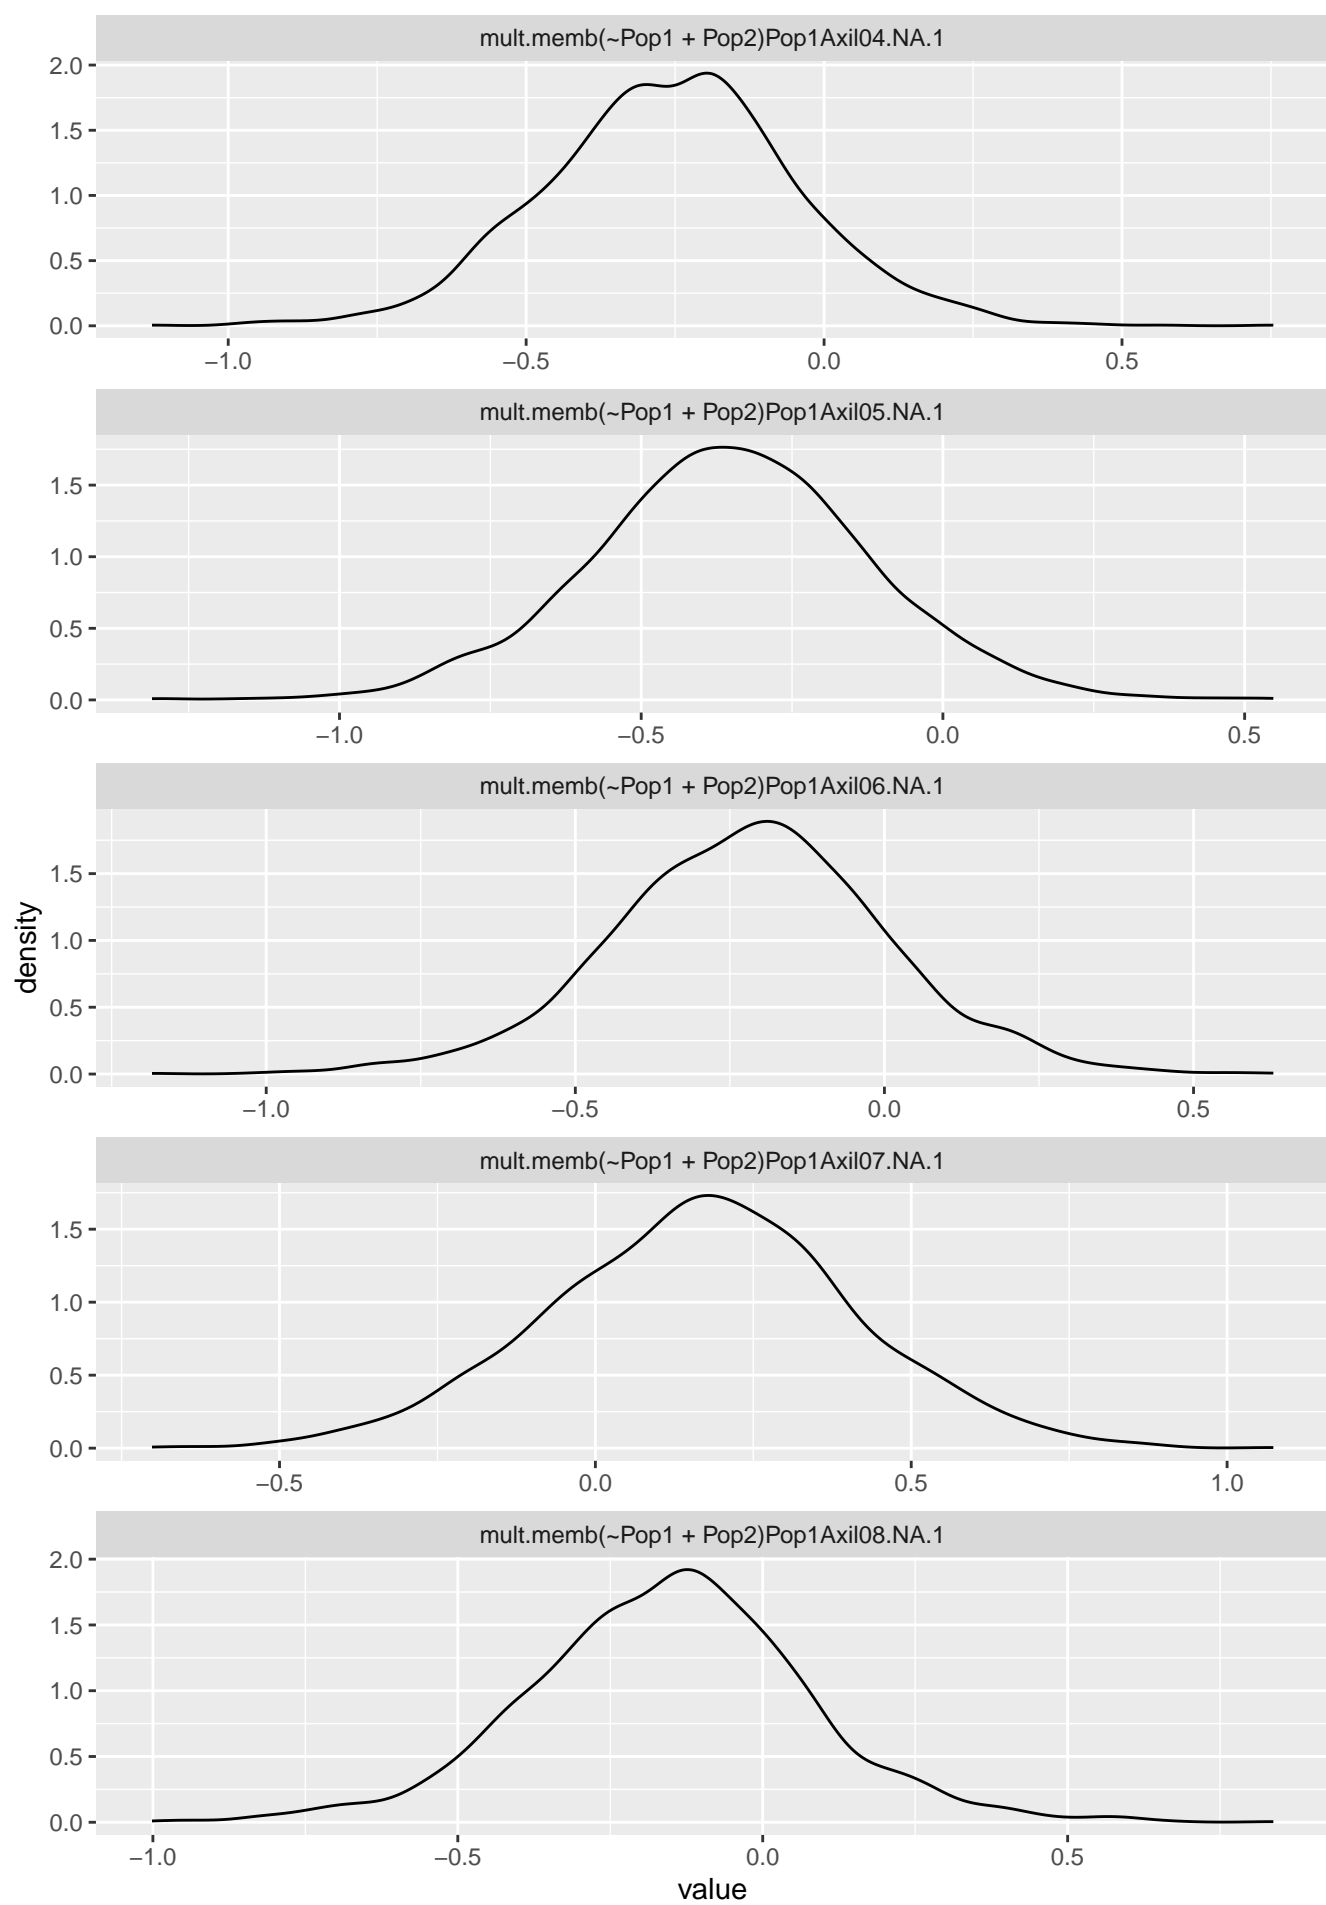 mult.memb(~Pop1 + Pop2)Pop1Axil04.NA.1
2.0
1.5
1.0
0.5
0.0
−1.0 −0.5 0.0 0.5
mult.memb(~Pop1 + Pop2)Pop1Axil05.NA.1
1.5
1.0
0.5
0.0
−1.0 −0.5 0.0 0.5
mult.memb(~Pop1 + Pop2)Pop1Axil06.NA.1
density
1.5
1.0
0.5
0.0
−1.0 −0.5 0.0 0.5
mult.memb(~Pop1 + Pop2)Pop1Axil07.NA.1
1.5
1.0
0.5
0.0
−0.5 0.0 0.5 1.0
mult.memb(~Pop1 + Pop2)Pop1Axil08.NA.1
2.0
1.5
1.0
0.5
0.0
−1.0 −0.5 0.0 0.5
value